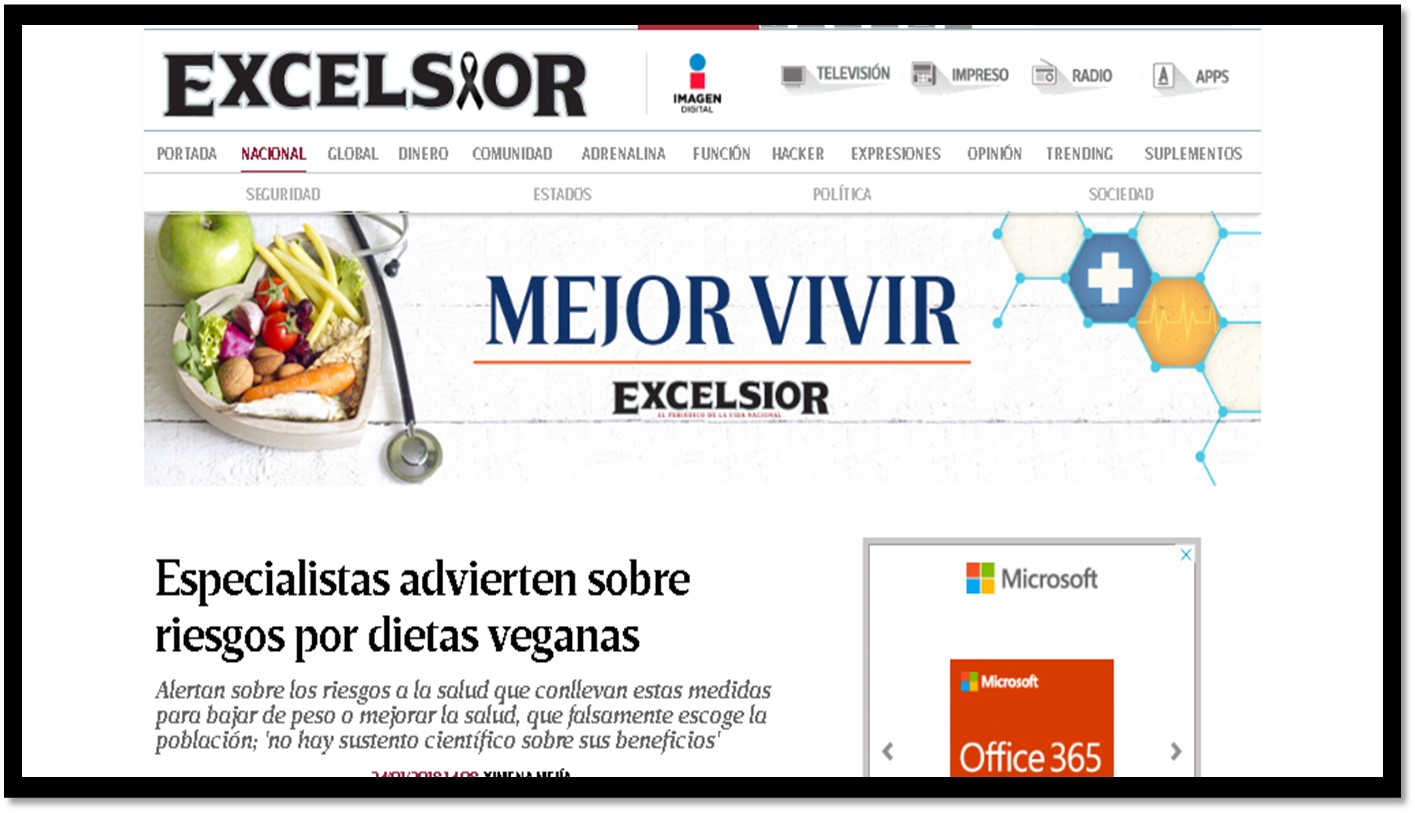 EXCELSIOR
IMAGEN
DIGITAL
TELEVISIÓN IMPRESO RADIO APPS
PORTADA NACIONAL GLOBAL DINERO COMUNIDAD ADRENALINA FUNCIÓN HACKER EXPRESIONES OPINIÓN TRENDING SUPLEMENTOS
SEGURIDAD ESTADOS POLÍTICA SOCIEDAD
MEJOR VIVIR
EXCELSIOR
EL PERIÓDICO DE LA VIDA NACIONAL
Especialistas advierten sobre
riesgos por dietas veganas
Alertan sobre los riesgos a la salud que conllevan estas medidas
para bajar de peso o mejorar la salud, que falsamente escoge la
población; 'no hay sustento científico sobre sus beneficios'
XIMENA MEJÍA
Microsoft
Microsoft
Office 365